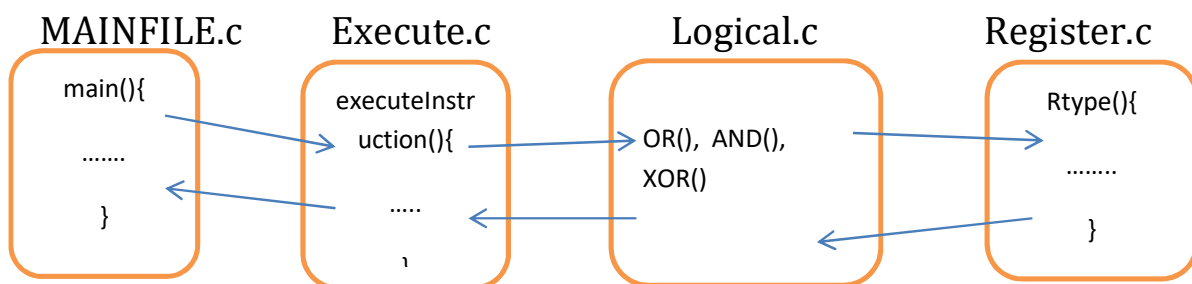 MAINFILE.c
Execute.c
Logical.c
Register.c
main(){
…….
}
executeInstr
uction(){
…..
}
OR(), AND(),
XOR()
Rtype(){
……..
}